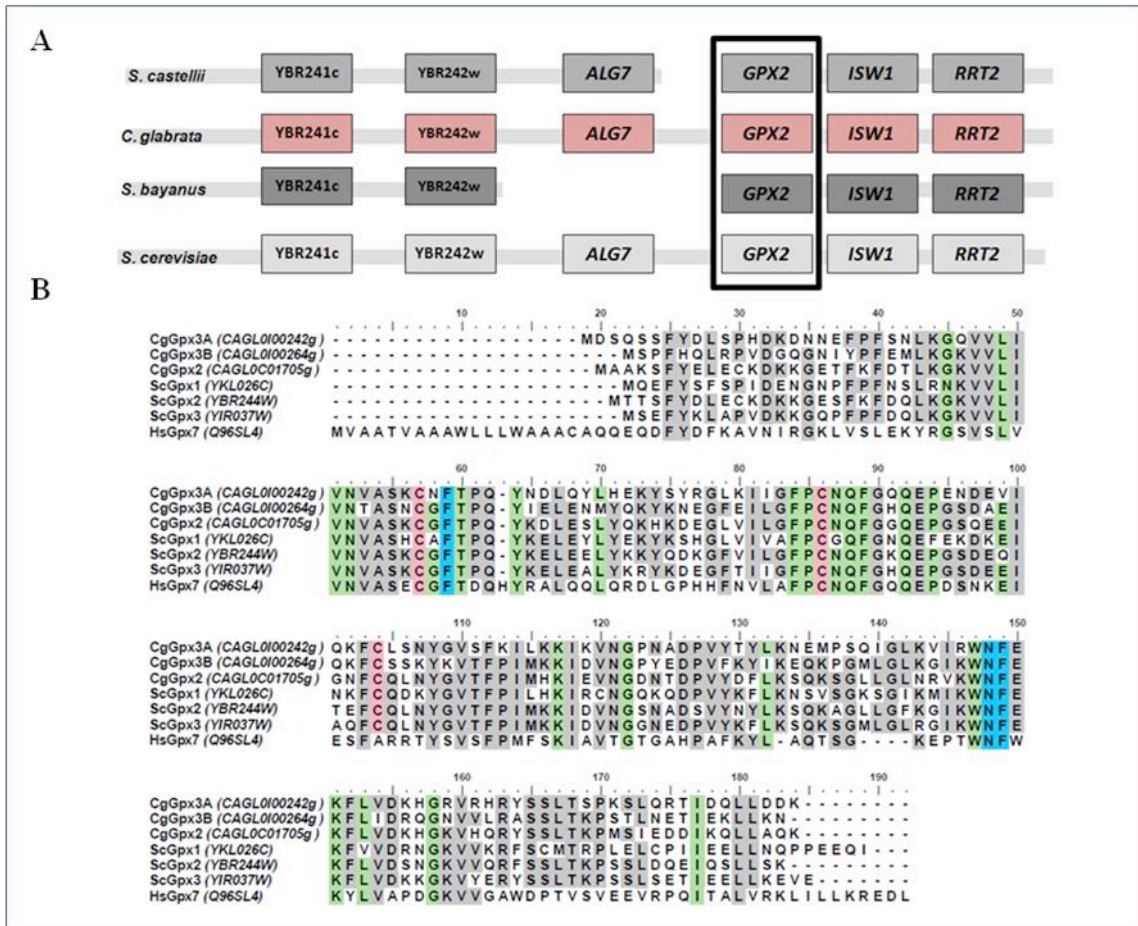 A
S. castellii YBR241c YBR242w ALG7 GPX2 ISW1 RRT2
C. glabrata YBR241c YBR242w ALG7 GPX2 ISW1 RRT2
S. bayanus YBR241c YBR242w GPX2 ISW1 RRT2
S. cerevisiae YBR241c YBR242w ALG7 GPX2 ISW1 RRT2
B
10 20 30 40 50
CgGpx3A (CAGL0I00242g) ------------------MDSQSSFYDLSPHDKDNNEFPFSNLKGQVVLI
CgGpx3B (CAGL0I00264g) ---------------------MSPFHQLRPVDGQGNIYPFEMLKGKVVLI
CgGpx2 (CAGL0C01705g) -------------------MAAKSFYELECKDKKGETFKFDTLKGKVVLI
ScGpx1 (YKL026C) ---------------------MQEFYSFSPIDENGNPFPFNSLRNKVVLI
ScGpx2 (YBR244W) --------------------MTTSFYDLECKDKKGESFKFDQLKGKVVLI
ScGpx3 (YIR037W) ---------------------MSEFYKLAPVDKKGQPFPFDQLKGKVVLI
HsGpx7 (Q96SL4) MVAATVAAAWLLLWAAACAQQEQDFYDFKAVNIRGKLVSLEKYRGSVSLV
60 70 80 90 100
CgGpx3A (CAGL0I00242g) VNVASKCNFTPQ-YNDLQYLHEKYSYRGLKIIGFPCNQFGQQEPENDEVI
CgGpx3B (CAGL0I00264g) VNTASNCGFTPQ-YIELENMYQKYKNEGFEILGFPCNQFGHQEPGSDAEI
CgGpx2 (CAGL0C01705g) VNVASKCGFTPQ-YKDLESLYQKHKDEGLVILGFPCNQFGGQEPGSQEEI
ScGpx1 (YKL026C) VNVASHCAFTPQ-YKELEYLYEKYKSHGLVIVAFPCGQFGNQEFEKDKEI
ScGpx2 (YBR244W) VNVASKCGFTPQ-YKELEELYKKYQDKGFVILGFPCNQFGKQEPGSDEQI
ScGpx3 (YIR037W) VNVASKCGFTPQ-YKELEALYKRYKDEGFTIIGFPCNQFGHQEPGSDEEI
HsGpx7 (Q96SL4) VNVASECGFTDQHYRALQQLQRDLGPHHFNVLAFPCNQFGQQEPDSNKEI
110 120 130 140 150
CgGpx3A (CAGL0I00242g) QKFCLSNYGVSFKILKKIKVNGPNADPVYTYLKNEMPSQIGLKVIRWNFE
CgGpx3B (CAGL0I00264g) QKFCSSKYKVTFPIMKKIKVNGPYEDPVFKYIKEQKPGMLGLKGIKWNFE
CgGpx2 (CAGL0C01705g) GNFCQLNYGVTFPIMHKIEVNGDNTDPVYDFLKSQKSGLLGLNRVKWNFE
ScGpx1 (YKL026C) NKFCQDKYGVTFPILHKIRCNGQKQDPVYKFLKNSVSGKSGIKMIKWNFE
ScGpx2 (YBR244W) TEFCQLNYGVTFPIMKKIDVNGSNADSVYNYLKSQKAGLLGFKGIKWNFE
ScGpx3 (YIR037W) AQFCQLNYGVTFPIMKKIDVNGGNEDPVYKFLKSQKSGMLGLRGIKWNFE
HsGpx7 (Q96SL4) ESFARRTYSVSFPMFSKIAVTGTGAHPAFKYL-AQTSG----KEPTWNFW
160 170 180 190
CgGpx3A (CAGL0I00242g) KFLVDKHGRVRHRYSSLTSPKSLQRTIDQLLDDK--------
CgGpx3B (CAGL0I00264g) KFLIDRQGNVVLRASSLTKPSTLNETIEKLLKN---------
CgGpx2 (CAGL0C01705g) KFLVDKHGKVHQRYSSLTKPMSIEDDIKQLLAQK--------
ScGpx1 (YKL026C) KFVVDRNGKVVKRFSCMTRPLELCPIIEELLNQPPEEQI---
ScGpx2 (YBR244W) KFLVDSNGKVVQRFSSLTKPSSLDQEIQSLLSK---------
ScGpx3 (YIR037W) KFLVDKKGKVYERYSSLTKPSSLSETIEELLKEVE-------
HsGpx7 (Q96SL4) KYLVAPDGKVVGAWDPTVSVEEVRPQITALVRKLILLKREDL